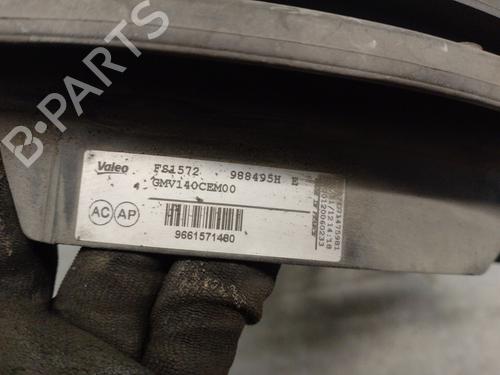 B-PARTS
Valeo FS1572 988495H
GMV140CEM00
AC AP
9661571480